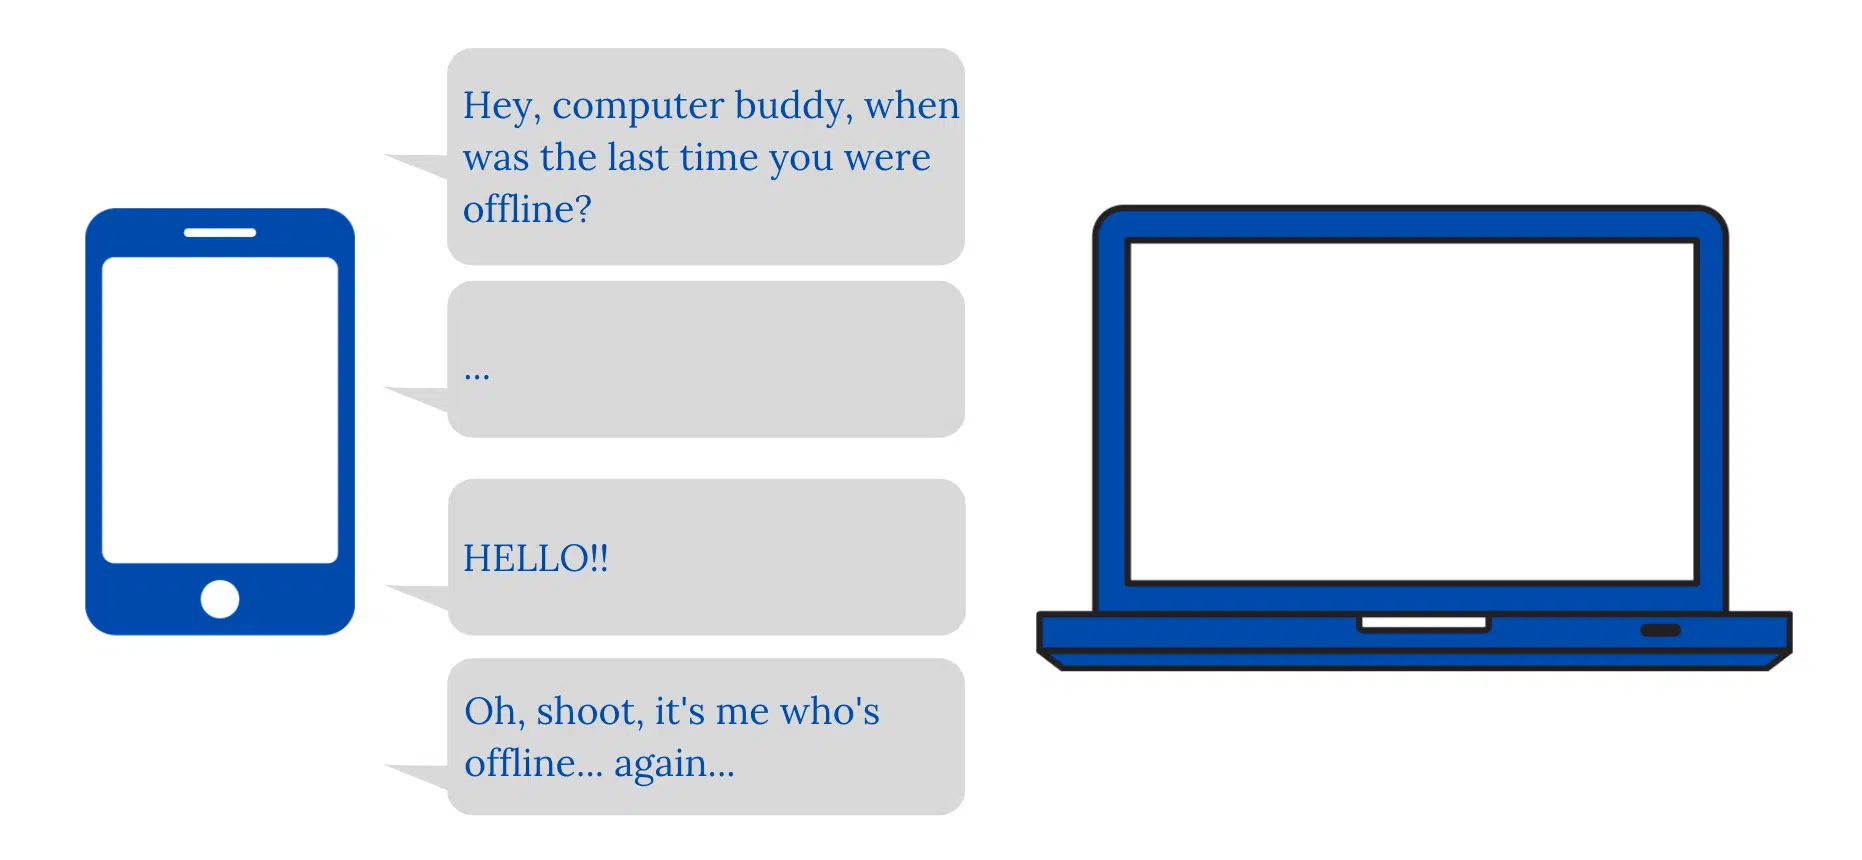 Hey, computer buddy, when
was the last time you were
offline?
...
HELLO!!
Oh, shoot, it's me who's
offline... again...